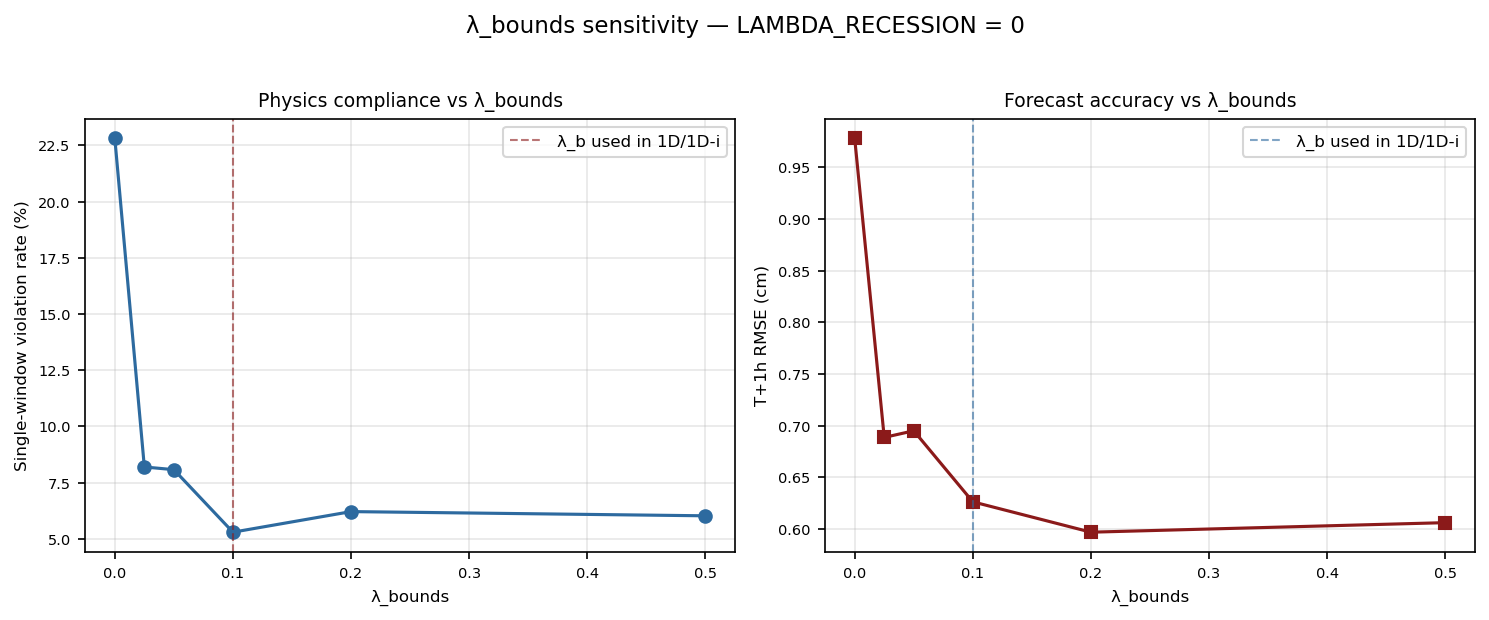 λ_bounds sensitivity — LAMBDA_RECESSION = 0
Physics compliance vs λ_bounds
λ_b used in 1D/1D-i
Single-window violation rate (%)
22.5
20.0
17.5
15.0
12.5
10.0
7.5
5.0
0.0 0.1 0.2 0.3 0.4 0.5
λ_bounds
Forecast accuracy vs λ_bounds
λ_b used in 1D/1D-i
T+1h RMSE (cm)
0.95
0.90
0.85
0.80
0.75
0.70
0.65
0.60
0.0 0.1 0.2 0.3 0.4 0.5
λ_bounds